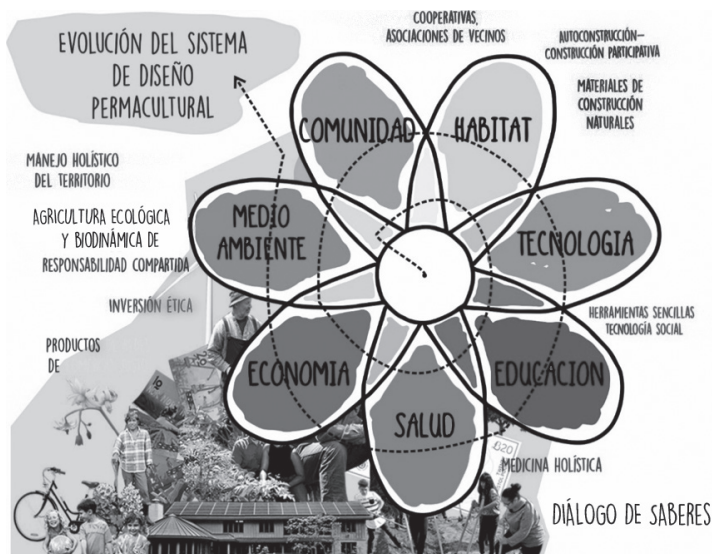 EVOLUCIÓN DEL SISTEMA
DE DISEÑO
PERMACULTURAL
COOPERATIVAS,
ASOCIACIONES DE VECINOS
AUTOCONSTRUCCIÓN–
CONSTRUCCIÓN PARTICIPATIVA
MATERIALES DE
CONSTRUCCIÓN
NATURALES
COMUNIDAD
HABITAT
MANEJO HOLÍSTICO
DEL TERRITORIO
AGRICULTURA ECOLÓGICA
Y BIODINÁMICA DE
RESPONSABILIDAD COMPARTIDA
MEDIO
AMBIENTE
TECNOLOGIA
INVERSIÓN ÉTICA
HERRAMIENTAS SENCILLAS
TECNOLOGÍA SOCIAL
PRODUCTOS
DE
ECONOMIA
EDUCACION
SALUD
MEDICINA HOLÍSTICA
DIÁLOGO DE SABERES